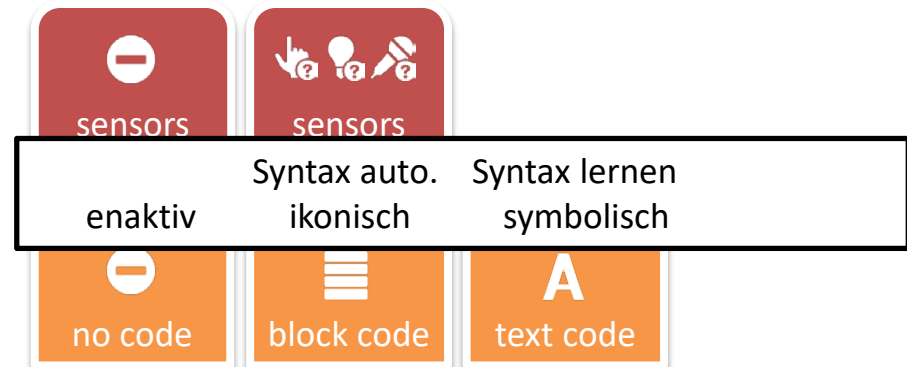 ? ? ?
sensors sensors
Syntax auto. Syntax lernen
enaktiv ikonisch symbolisch
A
no code block code text code